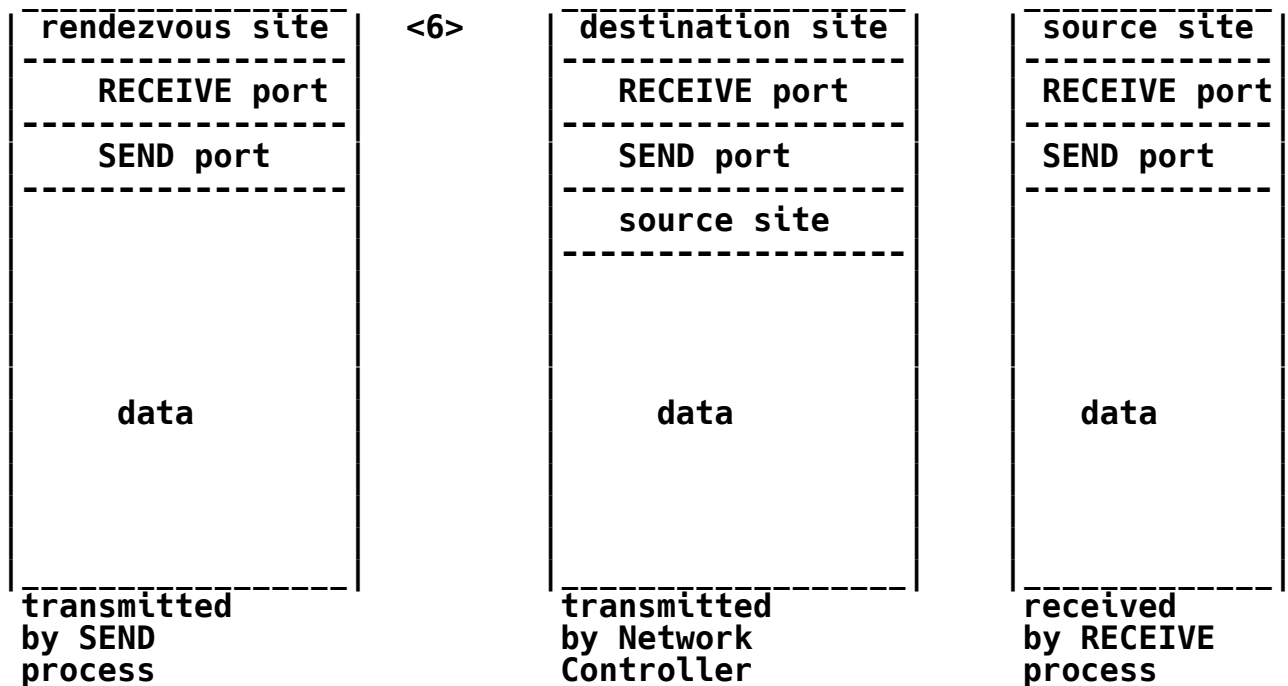 rendezvous site <6> destination site source site
RECEIVE port RECEIVE port RECEIVE port
SEND port SEND port SEND port
source site
data data data
transmitted transmitted received
by SEND by Network by RECEIVE
process Controller process